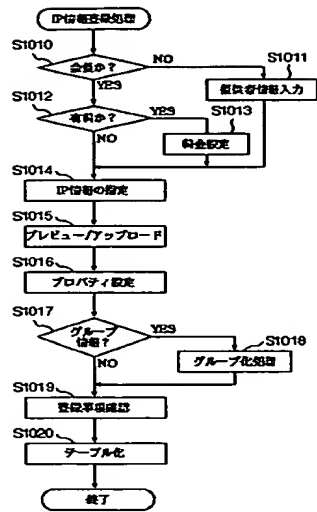 IP情報登録処理
S1010
会員か?
NO
S1011
YES
提供者情報入力
S1012
有料か?
YES
S1013
NO
料金設定
S1014
IP情報の指定
S1015
プレビュー/アップロード
S1016
プロパティ設定
S1017
グループ
情報?
YES
S1018
NO
グループ化処理
S1019
登録事項確認
S1020
テーブル化
終了